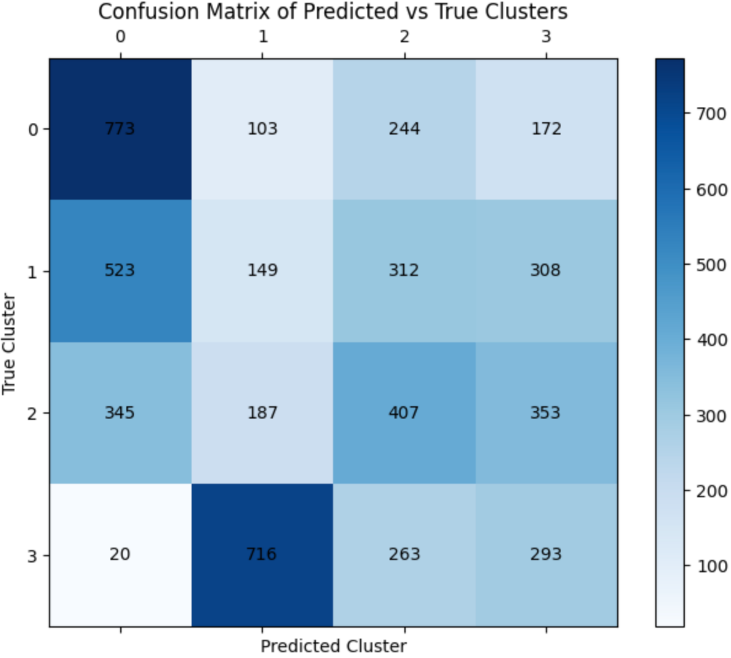 Confusion Matrix of Predicted vs True Clusters
0 1 2 3
0 773 103 244 172
1 523 149 312 308
2 345 187 407 353
3 20 716 263 293
True Cluster
Predicted Cluster
700
600
500
400
300
200
100